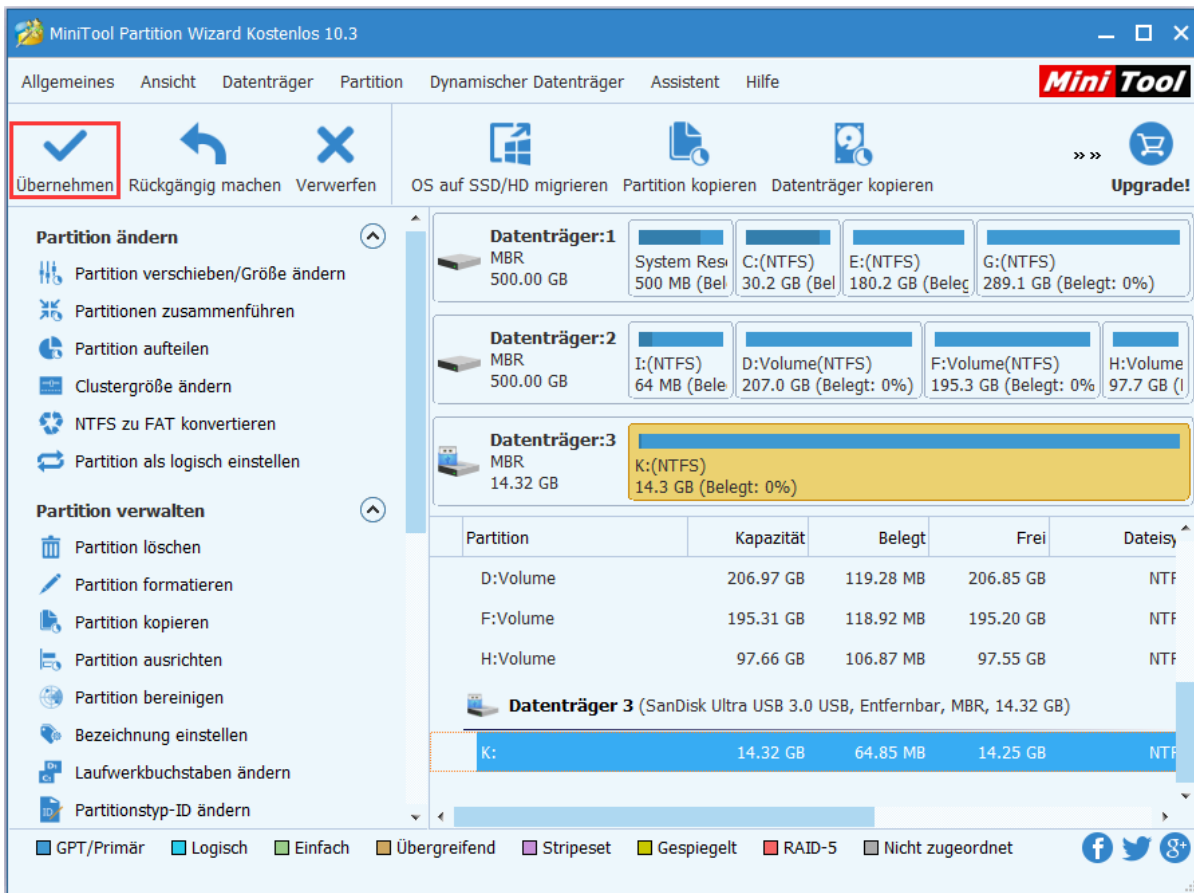 MiniTool Partition Wizard Kostenlos 10.3
Allgemeines Ansicht Datenträger Partition Dynamischer Datenträger Assistent Hilfe
Mini Tool
Übernehmen Rückgängig machen Verwerfen OS auf SSD/HD migrieren Partition kopieren Datenträger kopieren »» Upgrade!
Partition ändern
Partition verschieben/Größe ändern
Partitionen zusammenführen
Partition aufteilen
Clustergröße ändern
NTFS zu FAT konvertieren
Partition als logisch einstellen
Partition verwalten
Partition löschen
Partition formatieren
Partition kopieren
Partition ausrichten
Partition bereinigen
Bezeichnung einstellen
Laufwerkbuchstaben ändern
Partitionstyp-ID ändern
Datenträger:1
MBR
500.00 GB
System Rese
500 MB (Bel
C:(NTFS)
30.2 GB (Bel
E:(NTFS)
180.2 GB (Beleg
G:(NTFS)
289.1 GB (Belegt: 0%)
Datenträger:2
MBR
500.00 GB
I:(NTFS)
64 MB (Bele
D:Volume(NTFS)
207.0 GB (Belegt: 0%)
F:Volume(NTFS)
195.3 GB (Belegt: 0%
H:Volume
97.7 GB (
Datenträger:3
MBR
14.32 GB
K:(NTFS)
14.3 GB (Belegt: 0%)
Partition Kapazität Belegt Frei Dateisy
D:Volume 206.97 GB 119.28 MB 206.85 GB NTF
F:Volume 195.31 GB 118.92 MB 195.20 GB NTF
H:Volume 97.66 GB 106.87 MB 97.55 GB NTF
Datenträger 3 (SanDisk Ultra USB 3.0 USB, Entfernbar, MBR, 14.32 GB)
K: 14.32 GB 64.85 MB 14.25 GB NTF
GPT/Primär Logisch Einfach Übergreifend Stripeset Gespiegelt RAID-5 Nicht zugeordnet